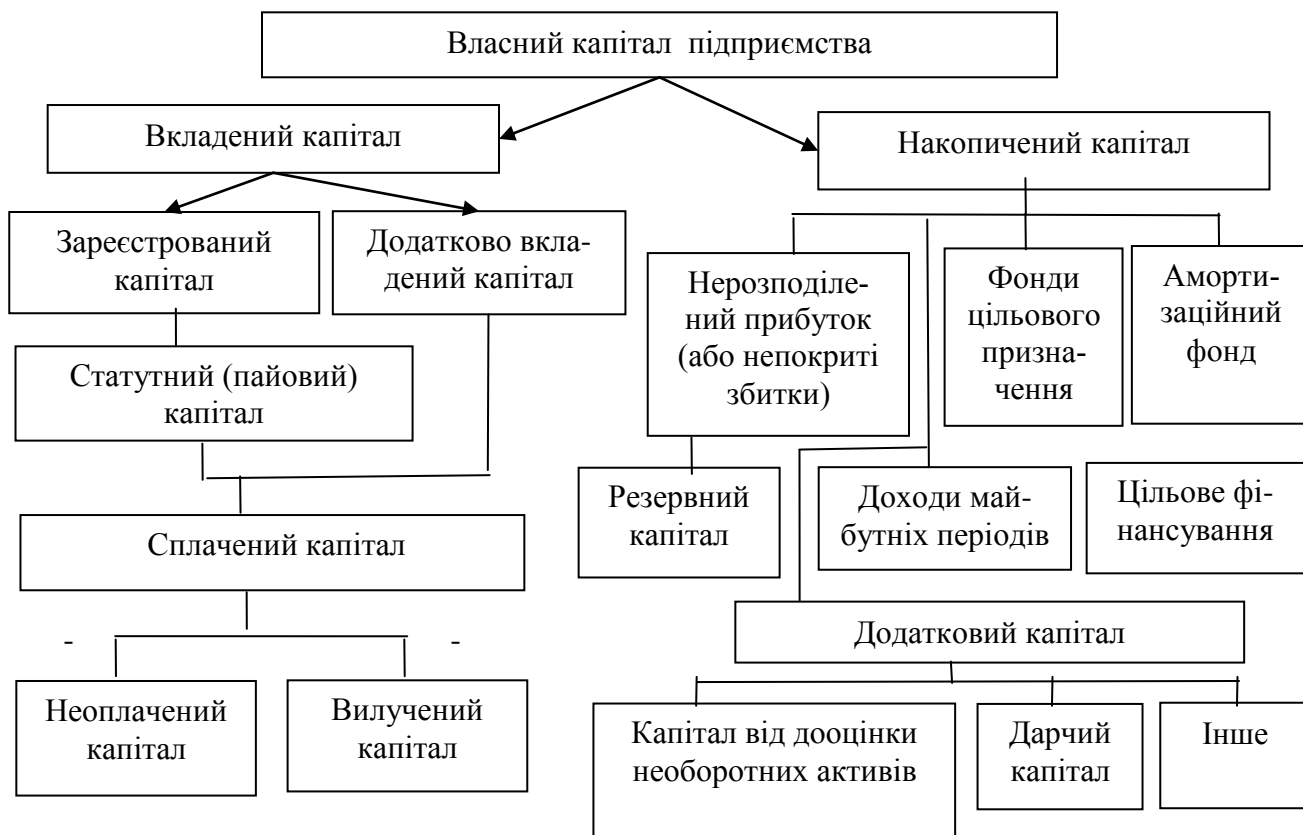 Власний капітал підприємства
Вкладений капітал
Накопичений капітал
Зареєстрований
капітал
Додатково вкла-
дений капітал
Нерозподіле-
ний прибуток
(або непокриті
збитки)
Фонди
цільового
призна-
чення
Аморти-
заційний
фонд
Статутний (пайовий)
капітал
Резервний
капітал
Доходи май-
бутніх періодів
Цільове фі-
нансування
Сплачений капітал
Додатковий капітал
- -
Неоплачений
капітал
Вилучений
капітал
Капітал від дооцінки
необоротних активів
Дарчий
капітал
Інше